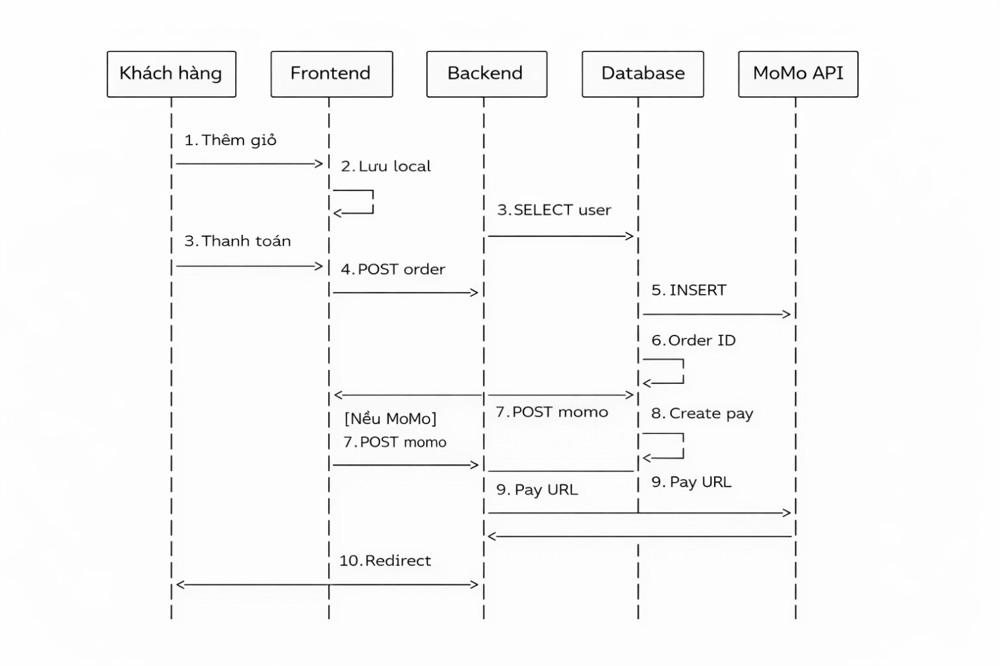 Khách hàng
Frontend
Backend
Database
MoMo API
1. Thêm giỏ
2. Lưu local
3. SELECT user
3. Thanh toán
4. POST order
5. INSERT
6. Order ID
7. POST momo
8. Create pay
[Nều MoMo]
7. POST momo
9. Pay URL
9. Pay URL
10. Redirect